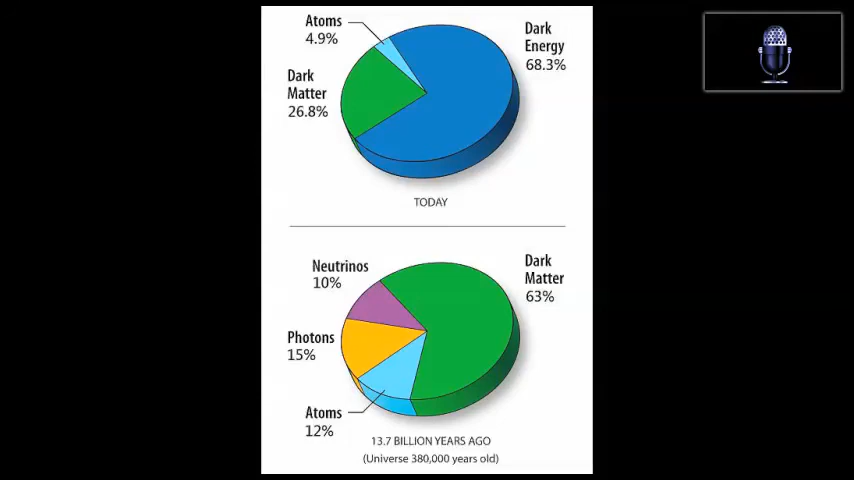 Atoms
4.9%
Dark
Energy
68.3%
Dark
Matter
26.8%
TODAY
Neutrinos
10%
Dark
Matter
63%
Photons
15%
Atoms
12%
13.7 BILLION YEARS AGO
(Universe 380,000 years old)